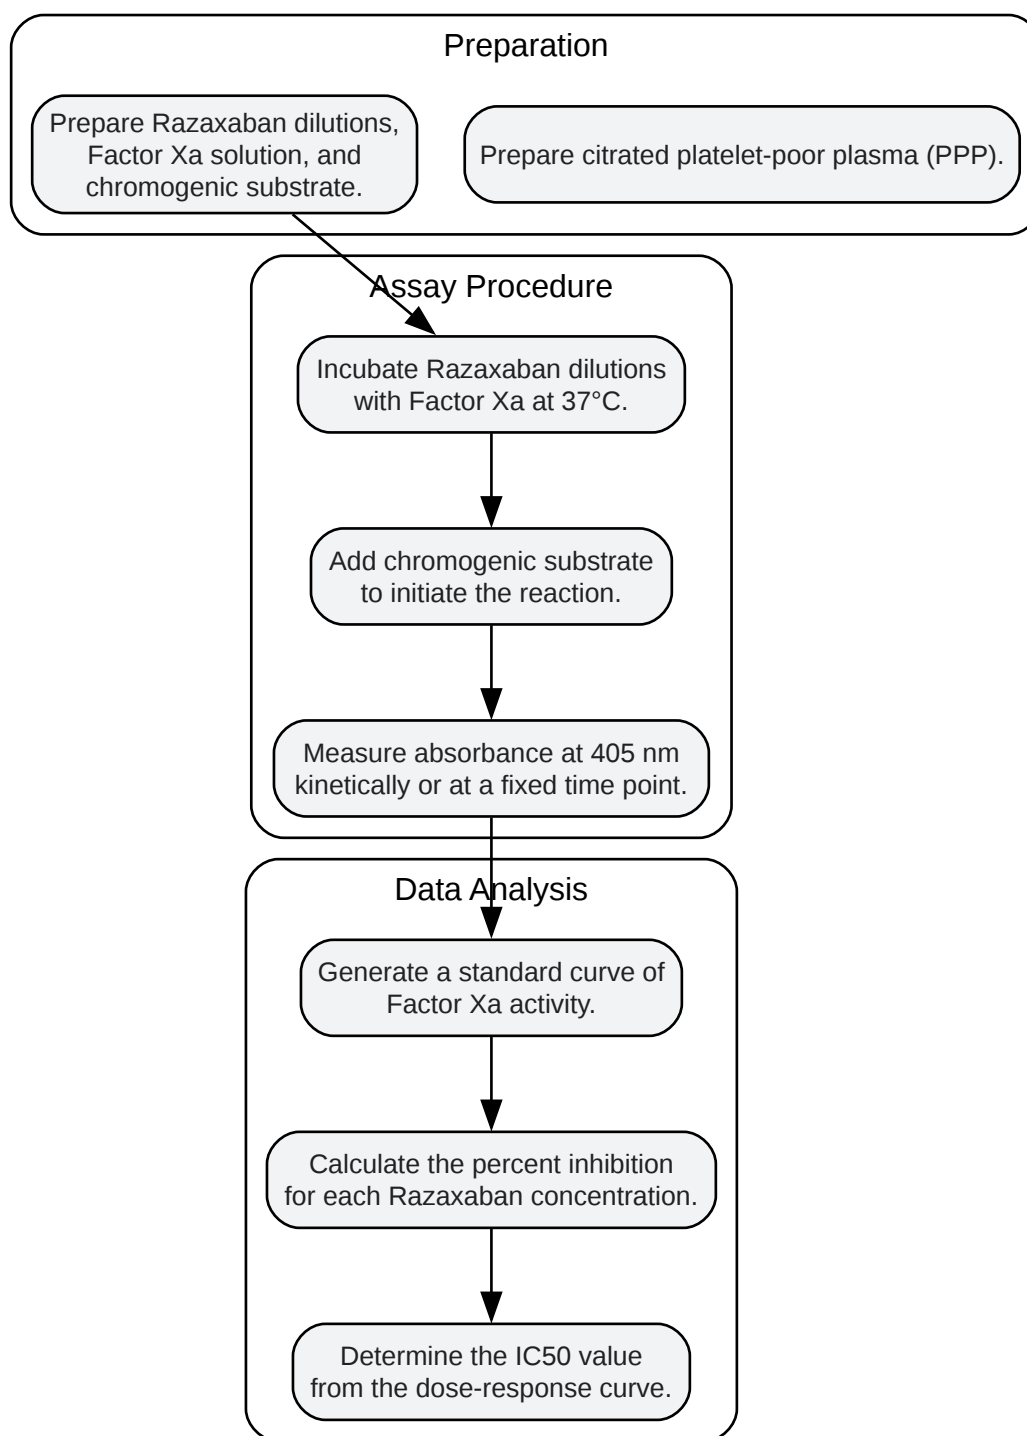 Preparation
Prepare Razaxaban dilutions,
Factor Xa solution, and
chromogenic substrate.
Prepare citrated platelet-poor plasma (PPP).
Assay Procedure
Incubate Razaxaban dilutions
with Factor Xa at 37°C.
Add chromogenic substrate
to initiate the reaction.
Measure absorbance at 405 nm
kinetically or at a fixed time point.
Data Analysis
Generate a standard curve of
Factor Xa activity.
Calculate the percent inhibition
for each Razaxaban concentration.
Determine the IC50 value
from the dose-response curve.